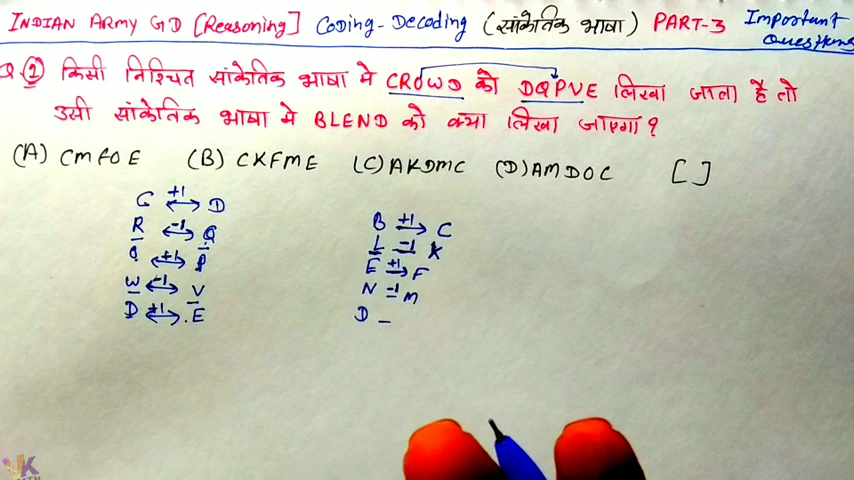 INDIAN ARMY GD [Reasoning] Coding-Decoding (सांकेतिक भाषा) PART-3 Important Questions
Q.1 किसी निश्चित सांकेतिक भाषा मे CROWD को DQPVE लिखा जाता है तो
उसी सांकेतिक भाषा मे BLEND को क्या लिखा जाएगा?
(A) CMFOE (B) CKFME (C) AKDMC (D) AMDOC [ ]
C +1 D
R -1 Q
O +1 P
W -1 V
D +1 E
B +1 C
L -1 K
E +1 F
N -1 M
D